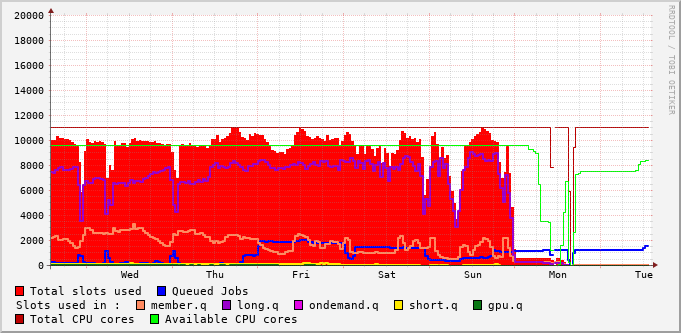 20000
18000
16000
14000
12000
10000
8000
6000
4000
2000
0
Wed Thu Fri Sat Sun Mon Tue
Total slots used Queued Jobs
Slots used in : member.q long.q ondemand.q short.q gpu.q
Total CPU cores Available CPU cores
RRDTOOL / TOBI OETIKER